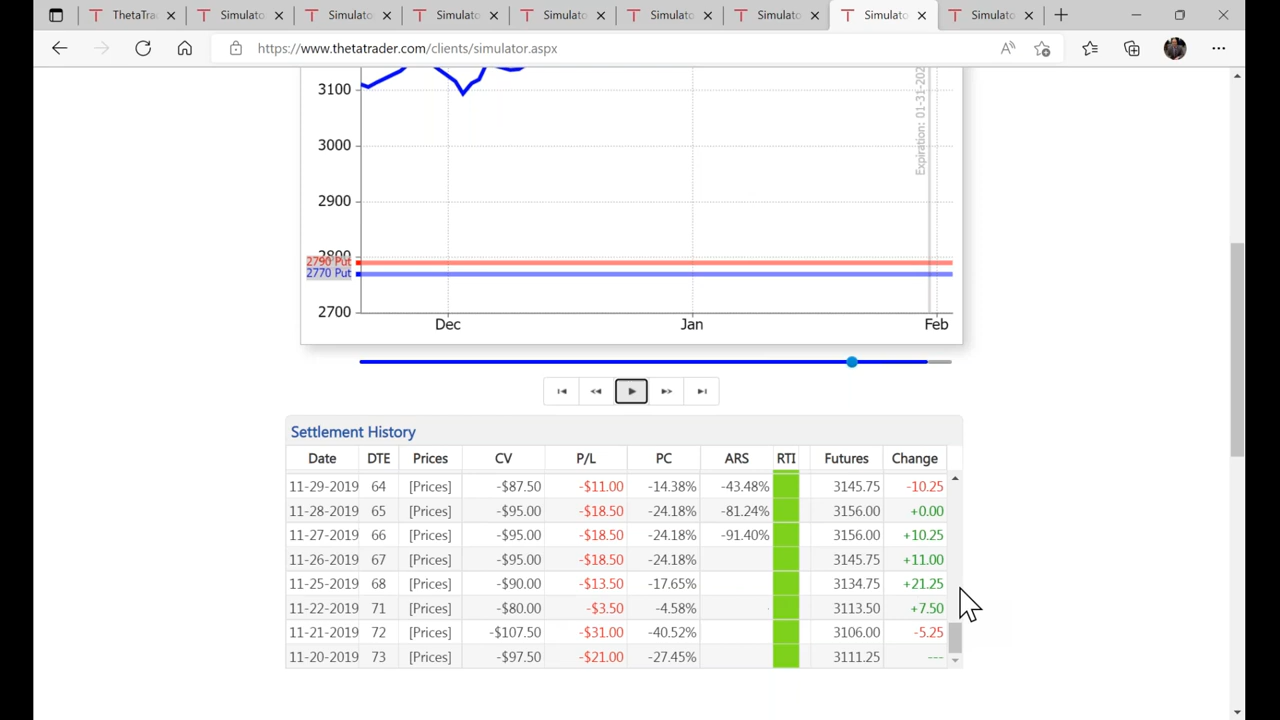 ThetaTra
Simulato
Simulato
Simulato
Simulato
Simulato
Simulato
Simulato
Simulato
https://www.thetatrader.com/clients/simulator.aspx
3100
3000
2900
2800
2700
2790 Put
2770 Put
Expiration: 01-31-202
Dec Jan Feb
Settlement History
Date DTE Prices CV P/L PC ARS RTI Futures Change
11-29-2019 64 [Prices] -$87.50 -$11.00 -14.38% -43.48% 3145.75 -10.25
11-28-2019 65 [Prices] -$95.00 -$18.50 -24.18% -81.24% 3156.00 +0.00
11-27-2019 66 [Prices] -$95.00 -$18.50 -24.18% -91.40% 3156.00 +10.25
11-26-2019 67 [Prices] -$95.00 -$18.50 -24.18% 3145.75 +11.00
11-25-2019 68 [Prices] -$90.00 -$13.50 -17.65% 3134.75 +21.25
11-22-2019 71 [Prices] -$80.00 -$3.50 -4.58% 3113.50 +7.50
11-21-2019 72 [Prices] -$107.50 -$31.00 -40.52% 3106.00 -5.25
11-20-2019 73 [Prices] -$97.50 -$21.00 -27.45% 3111.25 ---